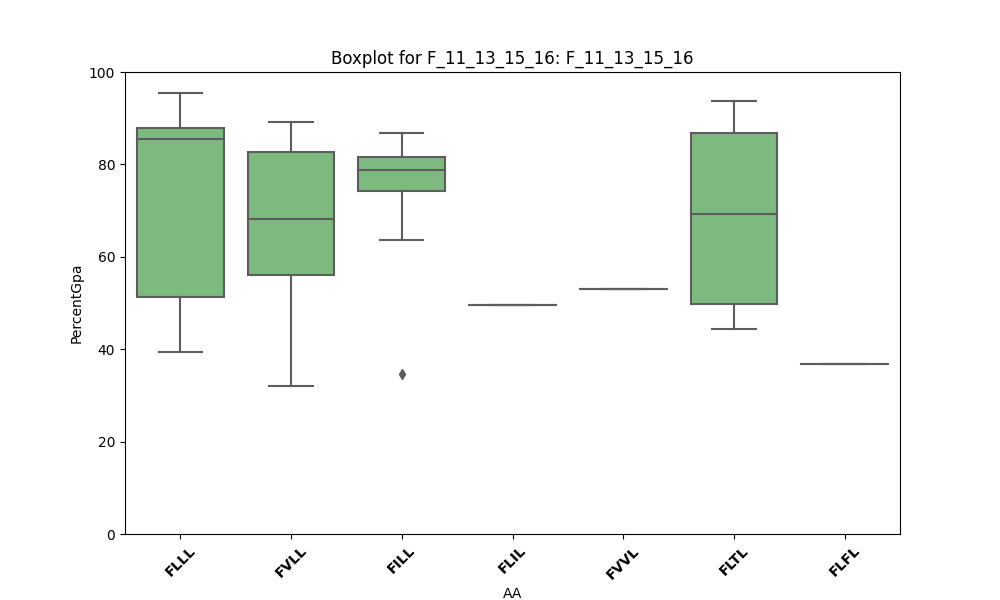 Boxplot for F_11_13_15_16: F_11_13_15_16
100
80
60
40
20
0
PercentGpa
FLLL
FVLL
FILL
FLIL
FVVL
FLTL
FLFL
AA